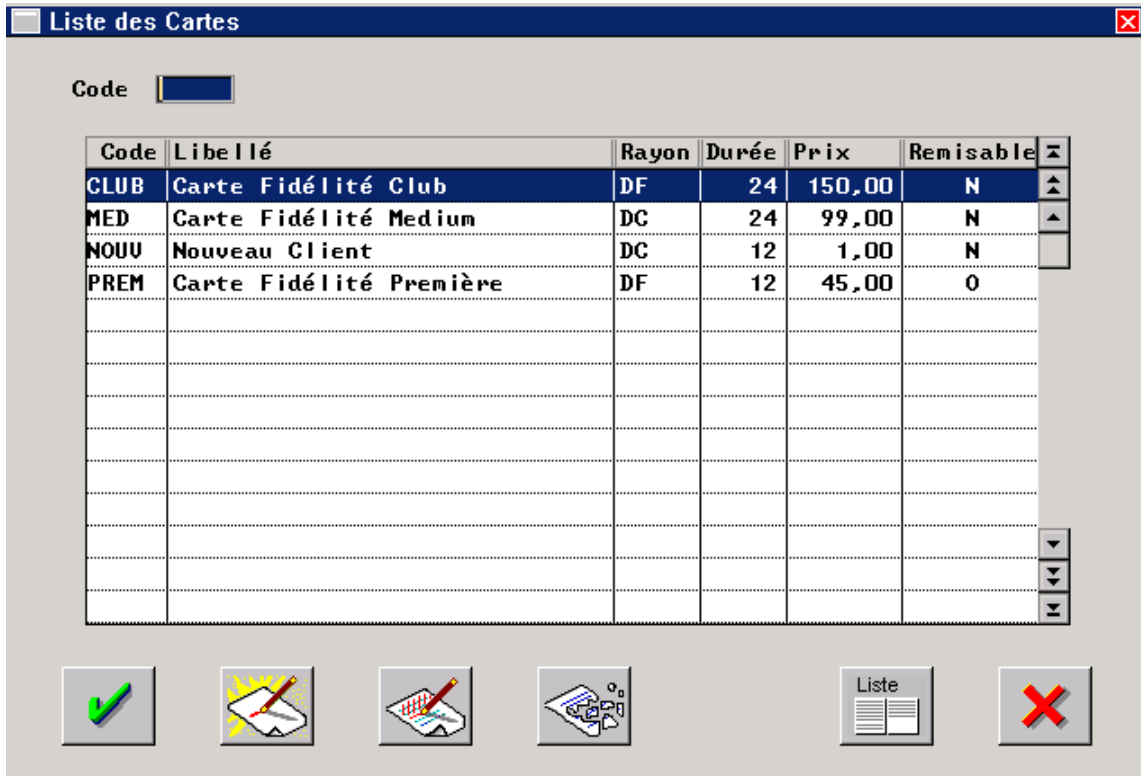 Liste des Cartes
Code
Code Libellé Rayon Durée Prix Remisable
CLUB Carte Fidélité Club DF 24 150,00 N
MED Carte Fidélité Medium DC 24 99,00 N
NOUV Nouveau Client DC 12 1,00 N
PREM Carte Fidélité Première DF 12 45,00 O
Liste